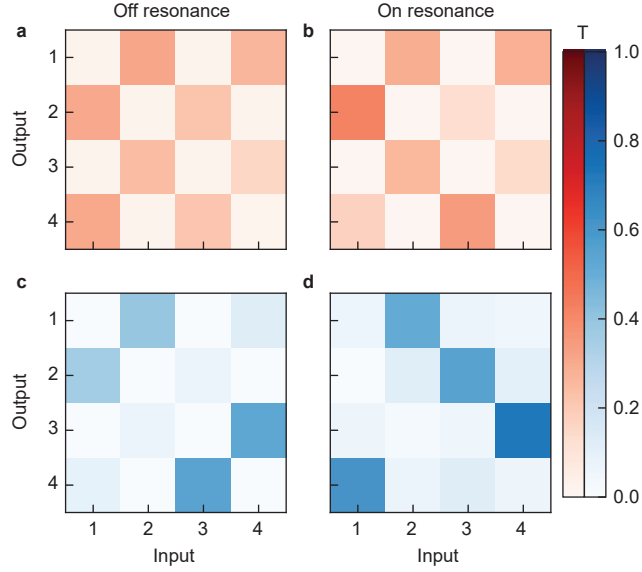 Off resonance
On resonance
a
b
T
1
2
3
4
Output
1.0
0.8
0.6
0.4
0.2
0.0
c
d
1
2
3
4
Output
1 2 3 4
1 2 3 4
Input
Input